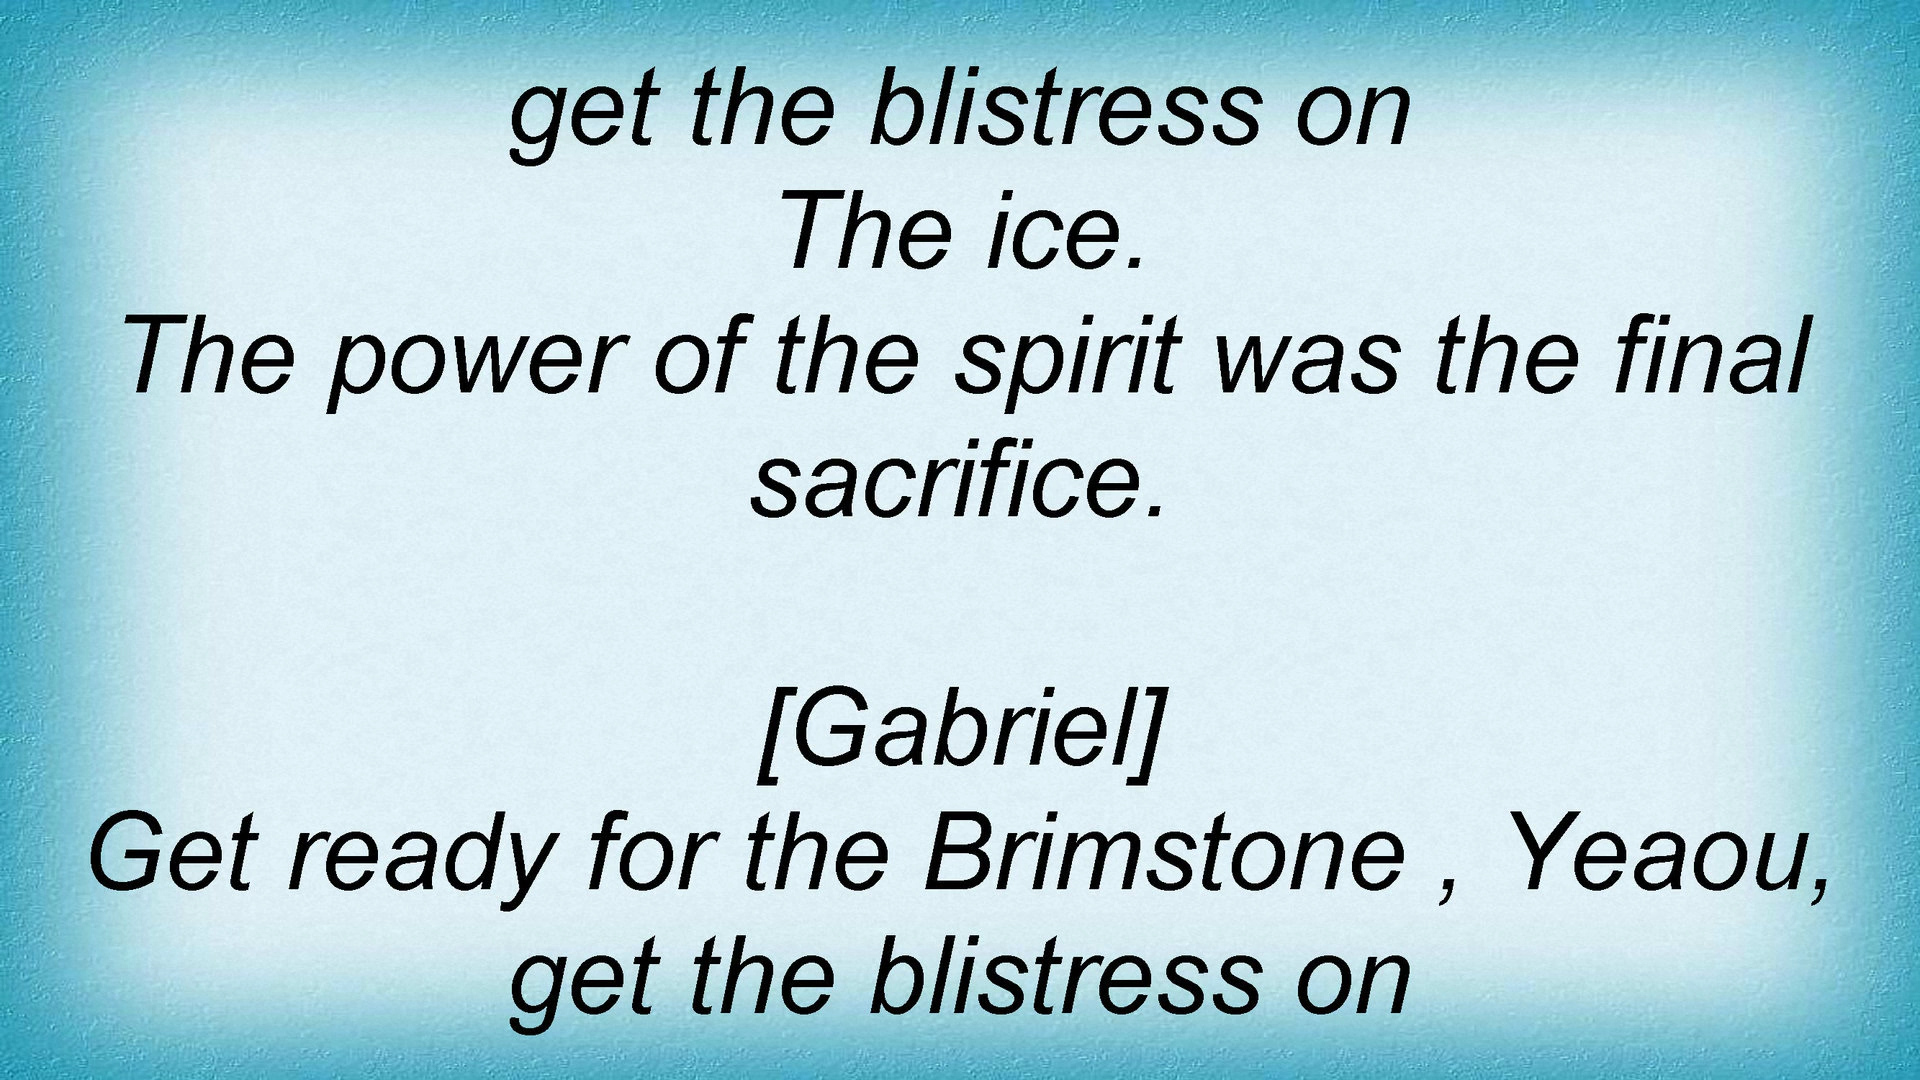 get the blistress on
The ice.
The power of the spirit was the final
sacrifice.
[Gabriel]
Get ready for the Brimstone , Yeaou,
get the blistress on